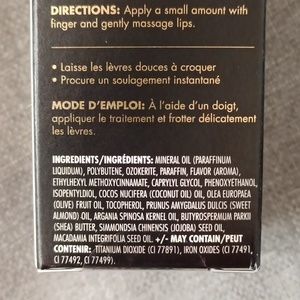 DIRECTIONS: Apply a small amount with
finger and gently massage lips.
• Laisse les lèvres douces à croquer
• Procure un soulagement instantané
MODE D'EMPLOI: À l'aide d'un doigt,
appliquer le traitement et frotter délicatement
les lèvres.
INGREDIENTS/INGRÉDIENTS: MINERAL OIL (PARAFFINUM
LIQUIDUM), POLYBUTENE, OZOKERITE, PARAFFIN, FLAVOR (AROMA),
ETHYLHEXYL METHOXYCINNAMATE, CAPRYLYL GLYCOL, PHENOXYETHANOL,
ISOPENTYLDIOL, COCOS NUCIFERA (COCONUT OIL) OIL, OLEA EUROPAEA
(OLIVE) FRUIT OIL, TOCOPHEROL, PRUNUS AMYGDALUS DULCIS (SWEET
ALMOND) OIL, ARGANIA SPINOSA KERNEL OIL, BUTYROSPERMUM PARKII
(SHEA) BUTTER, SIMMONDSIA CHINENSIS (JOJOBA) SEED OIL,
MACADAMIA INTEGRIFOLIA SEED OIL. +/- MAY CONTAIN/PEUT
CONTENIR: TITANIUM DIOXIDE (CI 77891), IRON OXIDES (CI 77491,
CI 77492, CI 77499).